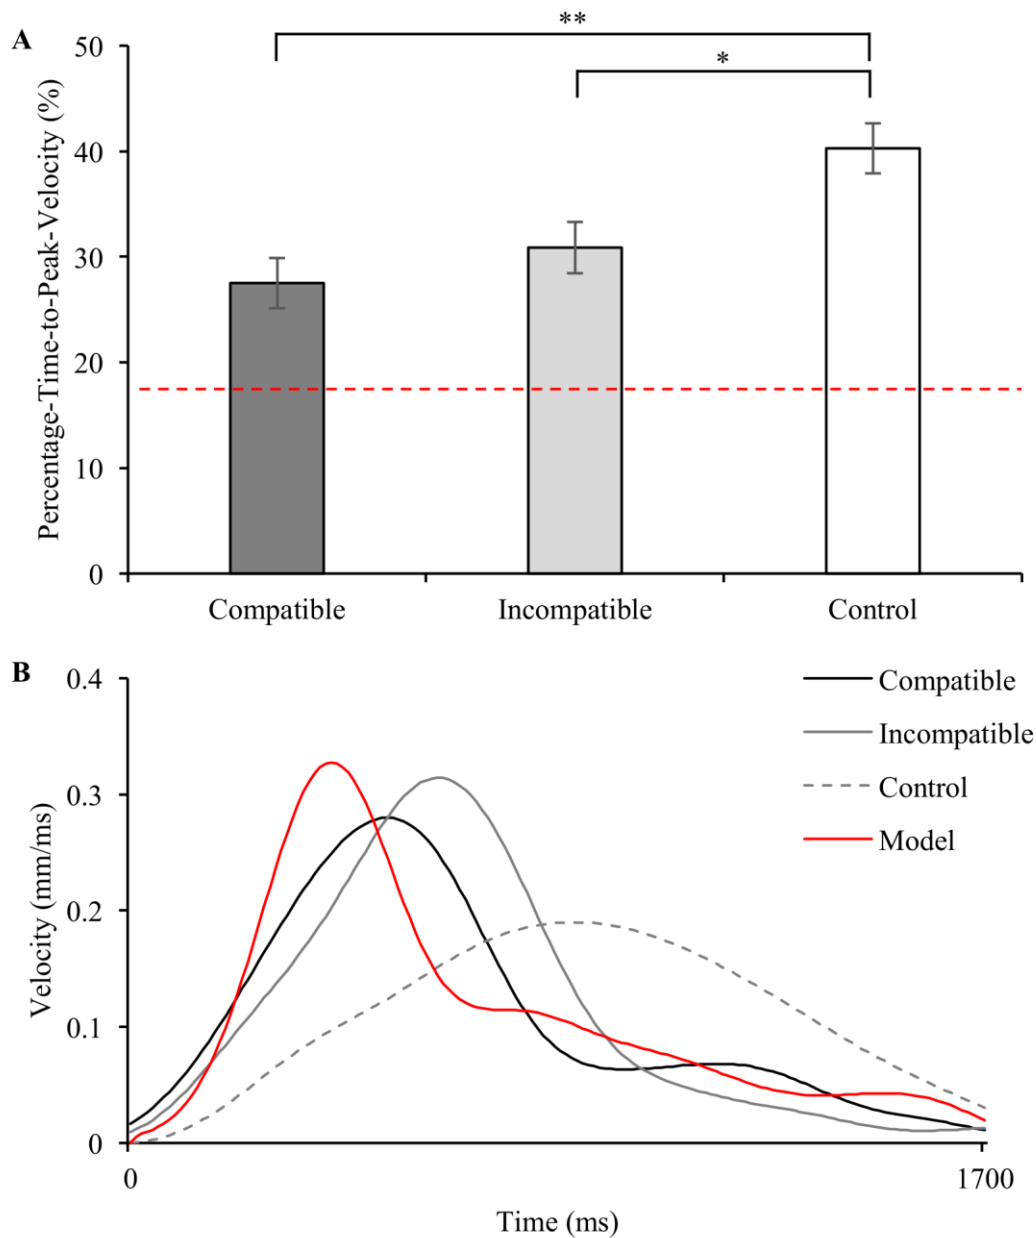 A
**
*
Percentage-Time-to-Peak-Velocity (%)
50
40
30
20
10
0
Compatible
Incompatible
Control
B
Velocity (mm/ms)
0.4
0.3
0.2
0.1
0
Compatible
Incompatible
Control
Model
0
1700
Time (ms)